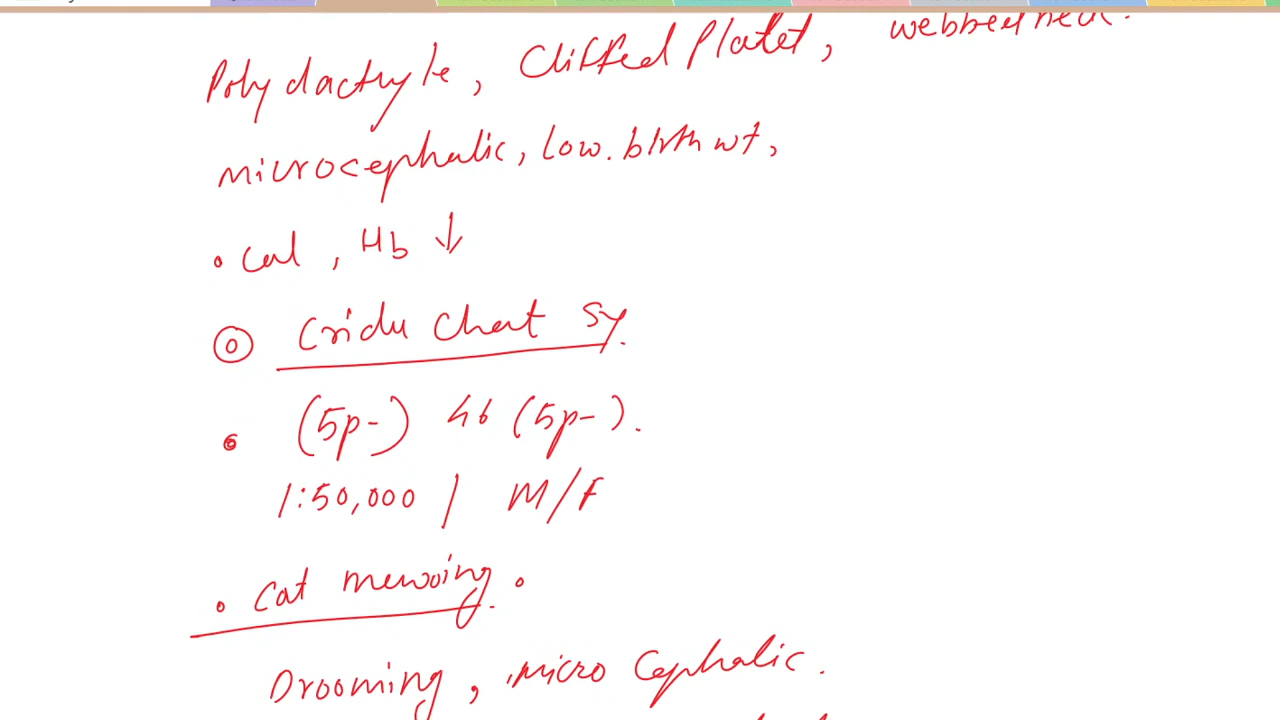 Polydactyle, Cliffed Platet, webbed neck.
microcephalic, low. birth wt,
• Cal, Hb ↓
Cridu Chat Sy.
• (5p-) 46 (5p-).
1:50,000 / M/F
• Cat mewoing.
Drooming, micro Cephalic.